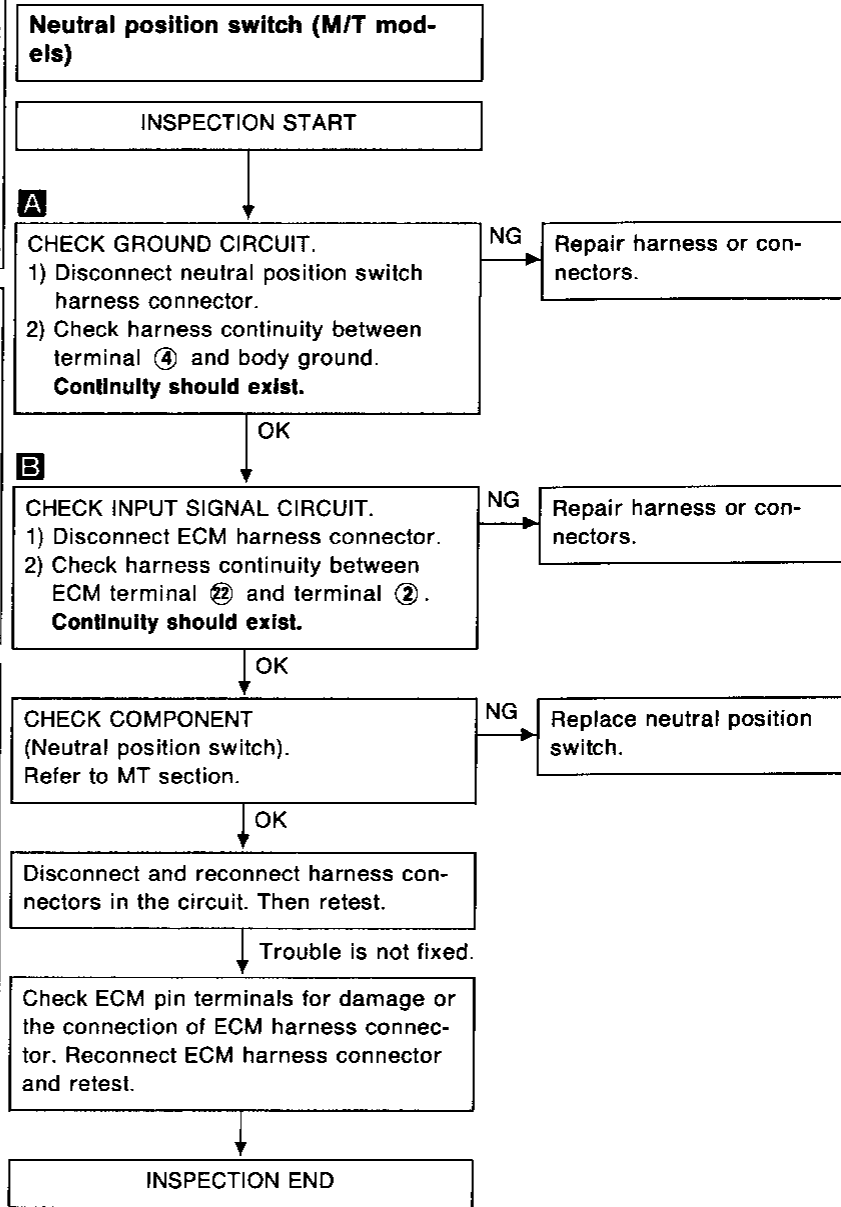 Neutral position switch (M/T mod-
els)
INSPECTION START
A
CHECK GROUND CIRCUIT.
1) Disconnect neutral position switch
harness connector.
2) Check harness continuity between
terminal ④ and body ground.
Continuity should exist.
NG
Repair harness or con-
nectors.
OK
B
CHECK INPUT SIGNAL CIRCUIT.
1) Disconnect ECM harness connector.
2) Check harness continuity between
ECM terminal ㉒ and terminal ②.
Continuity should exist.
NG
Repair harness or con-
nectors.
OK
CHECK COMPONENT
(Neutral position switch).
Refer to MT section.
NG
Replace neutral position
switch.
OK
Disconnect and reconnect harness con-
nectors in the circuit. Then retest.
Trouble is not fixed.
Check ECM pin terminals for damage or
the connection of ECM harness connec-
tor. Reconnect ECM harness connector
and retest.
INSPECTION END